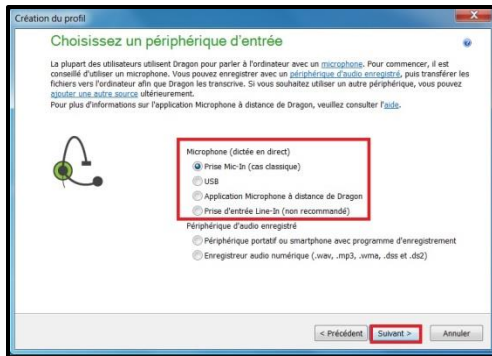 Création du profil
Choisissez un périphérique d'entrée
La plupart des utilisateurs utilisent Dragon pour parler à l'ordinateur avec un microphone. Pour commencer, il est
conseillé d'utiliser un microphone. Vous pouvez enregistrer avec un périphérique d'audio enregistré, puis transférer les
fichiers vers l'ordinateur afin que Dragon les transcrive. Si vous souhaitez utiliser un autre périphérique, vous pouvez
ajouter une autre source ultérieurement.
Pour plus d'informations sur l'application Microphone à distance de Dragon, veuillez consulter l'aide.
Microphone (dictée en direct)
Prise Mic-In (cas classique)
USB
Application Microphone à distance de Dragon
Prise d'entrée Line-In (non recommandé)
Périphérique d'audio enregistré
Périphérique portatif ou smartphone avec programme d'enregistrement
Enregistreur audio numérique (.wav, .mp3, .wma, .dss et .ds2)
< Précédent Suivant > Annuler